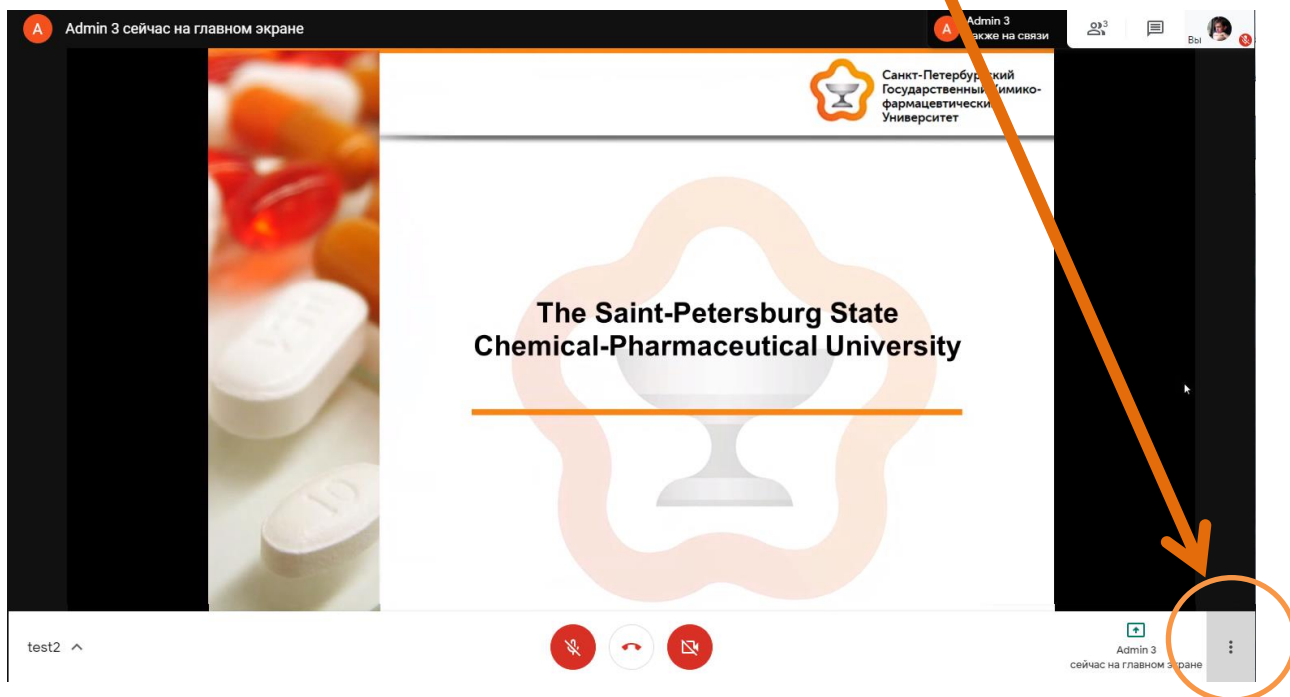 A
Admin 3 сейчас на главном экране
A
Admin 3
также на связи
3
Вы
Санкт-Петербургский
Государственный Химико-
фармацевтический
Университет
The Saint-Petersburg State
Chemical-Pharmaceutical University
test2
Admin 3
сейчас на главном экране